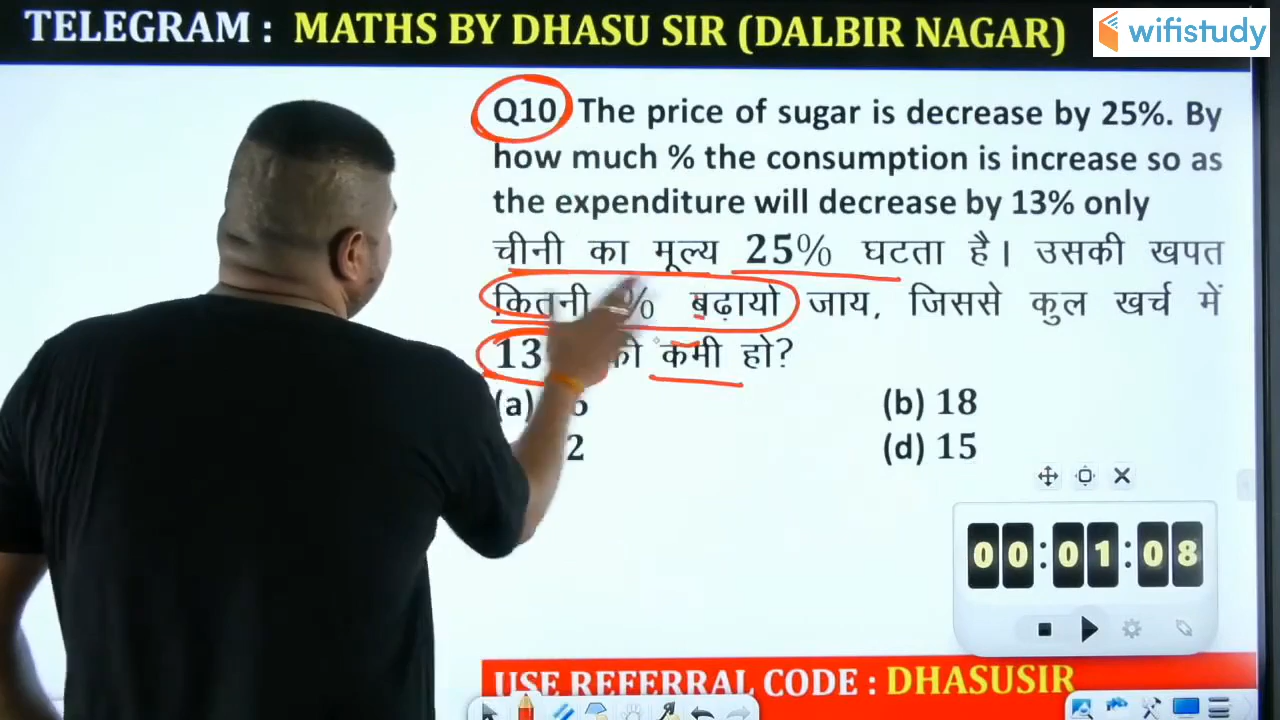 TELEGRAM : MATHS BY DHASU SIR (DALBIR NAGAR)
wifistudy
Q10 The price of sugar is decrease by 25%. By
how much % the consumption is increase so as
the expenditure will decrease by 13% only
चीनी का मूल्य 25% घटता है। उसकी खपत
कितनी % बढ़ायो जाय, जिससे कुल खर्च में
13 कमी हो?
(a)
(b) 18
(d) 15
00:01:08
USE REFERRAL CODE : DHASUSIR